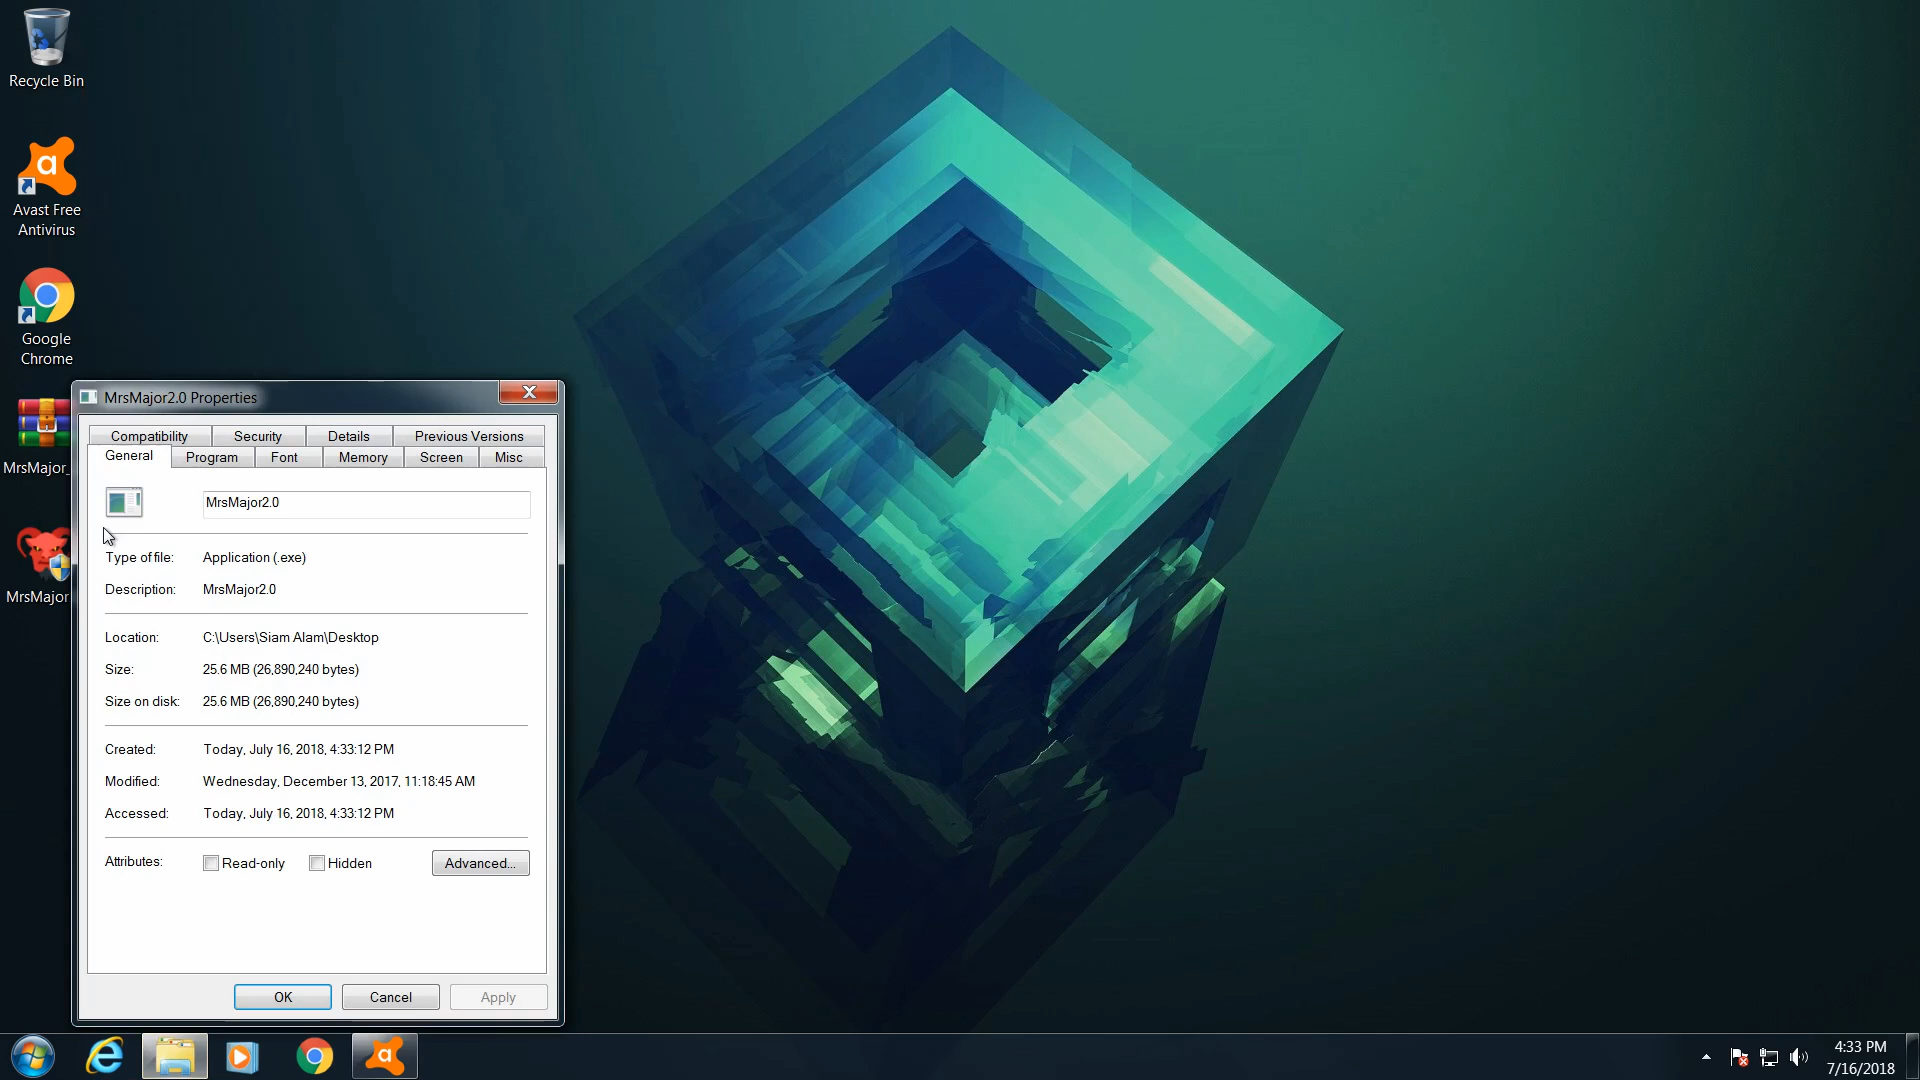 Recycle Bin
Avast Free
Antivirus
Google
Chrome
MrsMajor_
MrsMajor
MrsMajor2.0 Properties
Compatibility Security Details Previous Versions
General Program Font Memory Screen Misc
MrsMajor2.0
Type of file: Application (.exe)
Description: MrsMajor2.0
Location: C:\Users\Siam Alam\Desktop
Size: 25.6 MB (26,890,240 bytes)
Size on disk: 25.6 MB (26,890,240 bytes)
Created: Today, July 16, 2018, 4:33:12 PM
Modified: Wednesday, December 13, 2017, 11:18:45 AM
Accessed: Today, July 16, 2018, 4:33:12 PM
Attributes: Read-only Hidden Advanced...
OK Cancel Apply
4:33 PM
7/16/2018